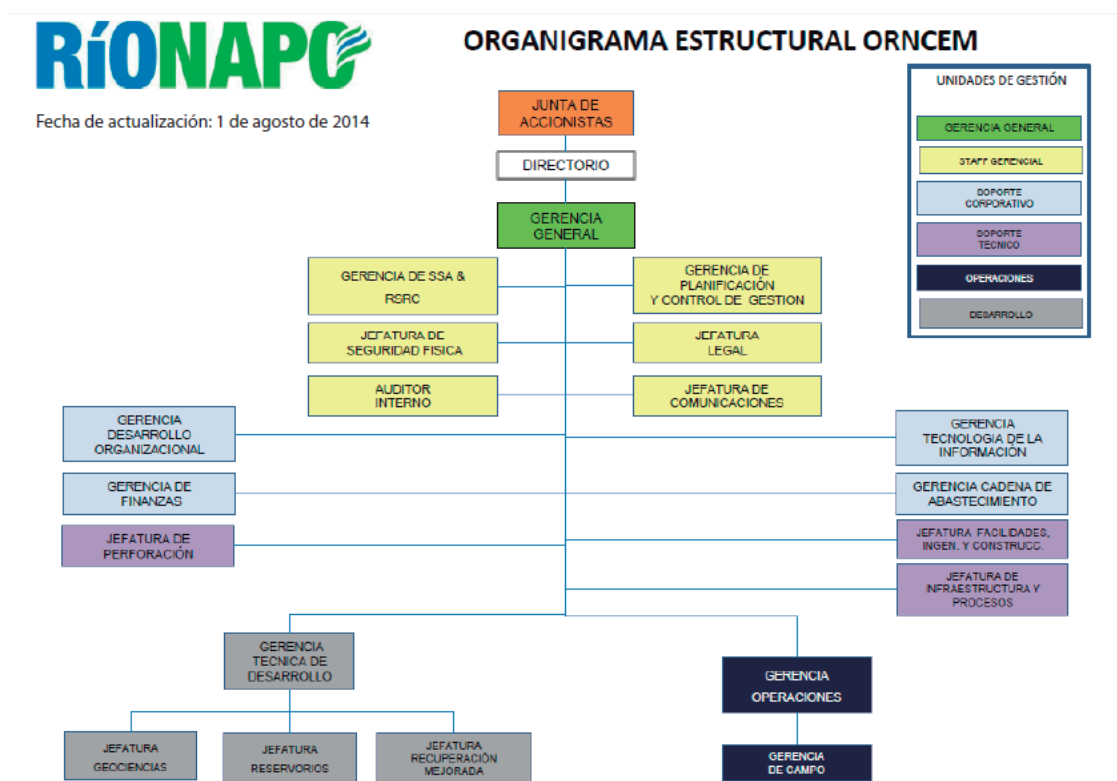 RíONAPO
ORGANIGRAMA ESTRUCTURAL ORNCEM
Fecha de actualización: 1 de agosto de 2014
UNIDADES DE GESTIÓN
GERENCIA GENERAL
STAFF GERENCIAL
SOPORTE
CORPORATIVO
SOPORTE
TECNICO
OPERACIONES
DESARROLLO
JUNTA DE
ACCIONISTAS
DIRECTORIO
GERENCIA
GENERAL
GERENCIA DE SSA &
RSRC
GERENCIA DE
PLANIFICACIÓN
Y CONTROL DE GESTION
JEFATURA DE
SEGURIDAD FISICA
JEFATURA
LEGAL
AUDITOR
INTERNO
JEFATURA DE
COMUNICACIONES
GERENCIA
DESARROLLO
ORGANIZACIONAL
GERENCIA
TECNOLOGIA DE LA
INFORMACIÓN
GERENCIA DE
FINANZAS
GERENCIA CADENA DE
ABASTECIMIENTO
JEFATURA DE
PERFORACIÓN
JEFATURA FACILIDADES,
INGEN. Y CONSTRUCC.
JEFATURA DE
INFRAESTRUCTURA Y
PROCESOS
GERENCIA
TECNICA DE
DESARROLLO
GERENCIA
OPERACIONES
JEFATURA
GEOCIENCIAS
JEFATURA
RESERVORIOS
JEFATURA
RECUPERACIÓN
MEJORADA
GERENCIA
DE CAMPO